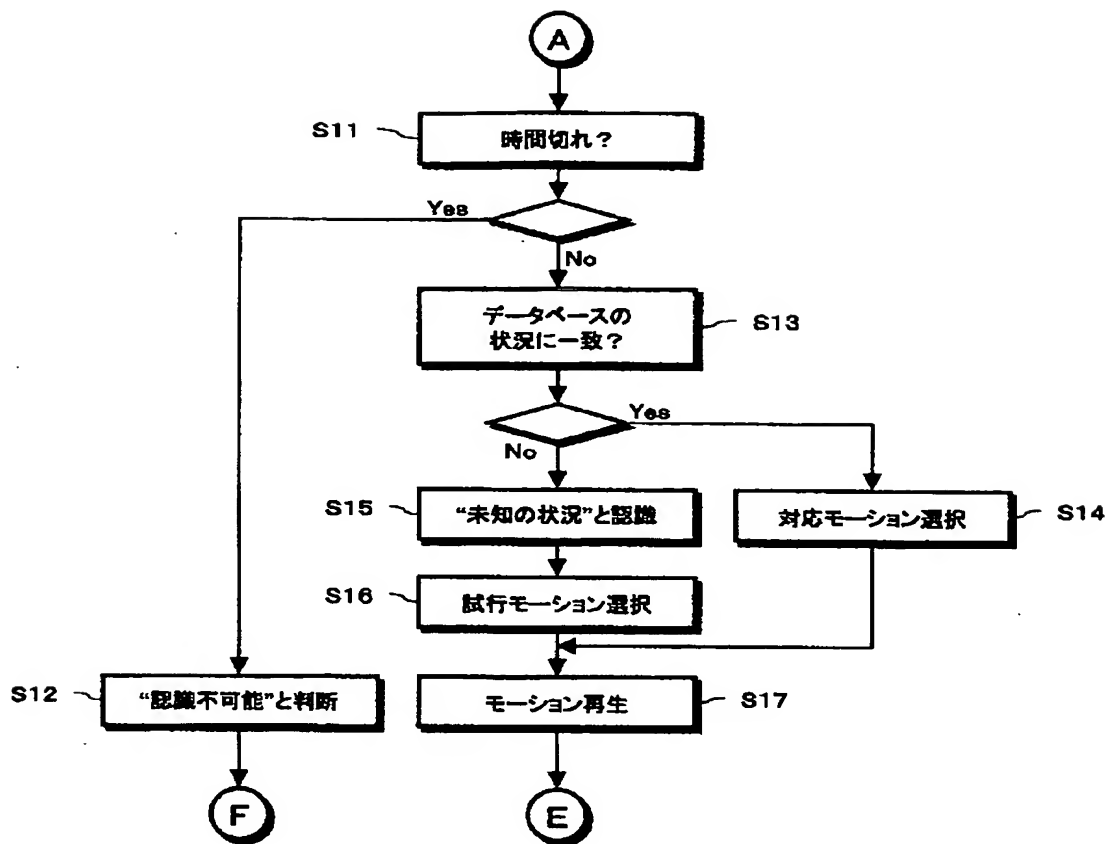 A
S11
時間切れ？
Yes
No
データベースの
状況に一致？
S13
Yes
No
S15
“未知の状況”と認識
対応モーション選択
S14
S16
試行モーション選択
S12
“認識不可能”と判断
モーション再生
S17
F
E